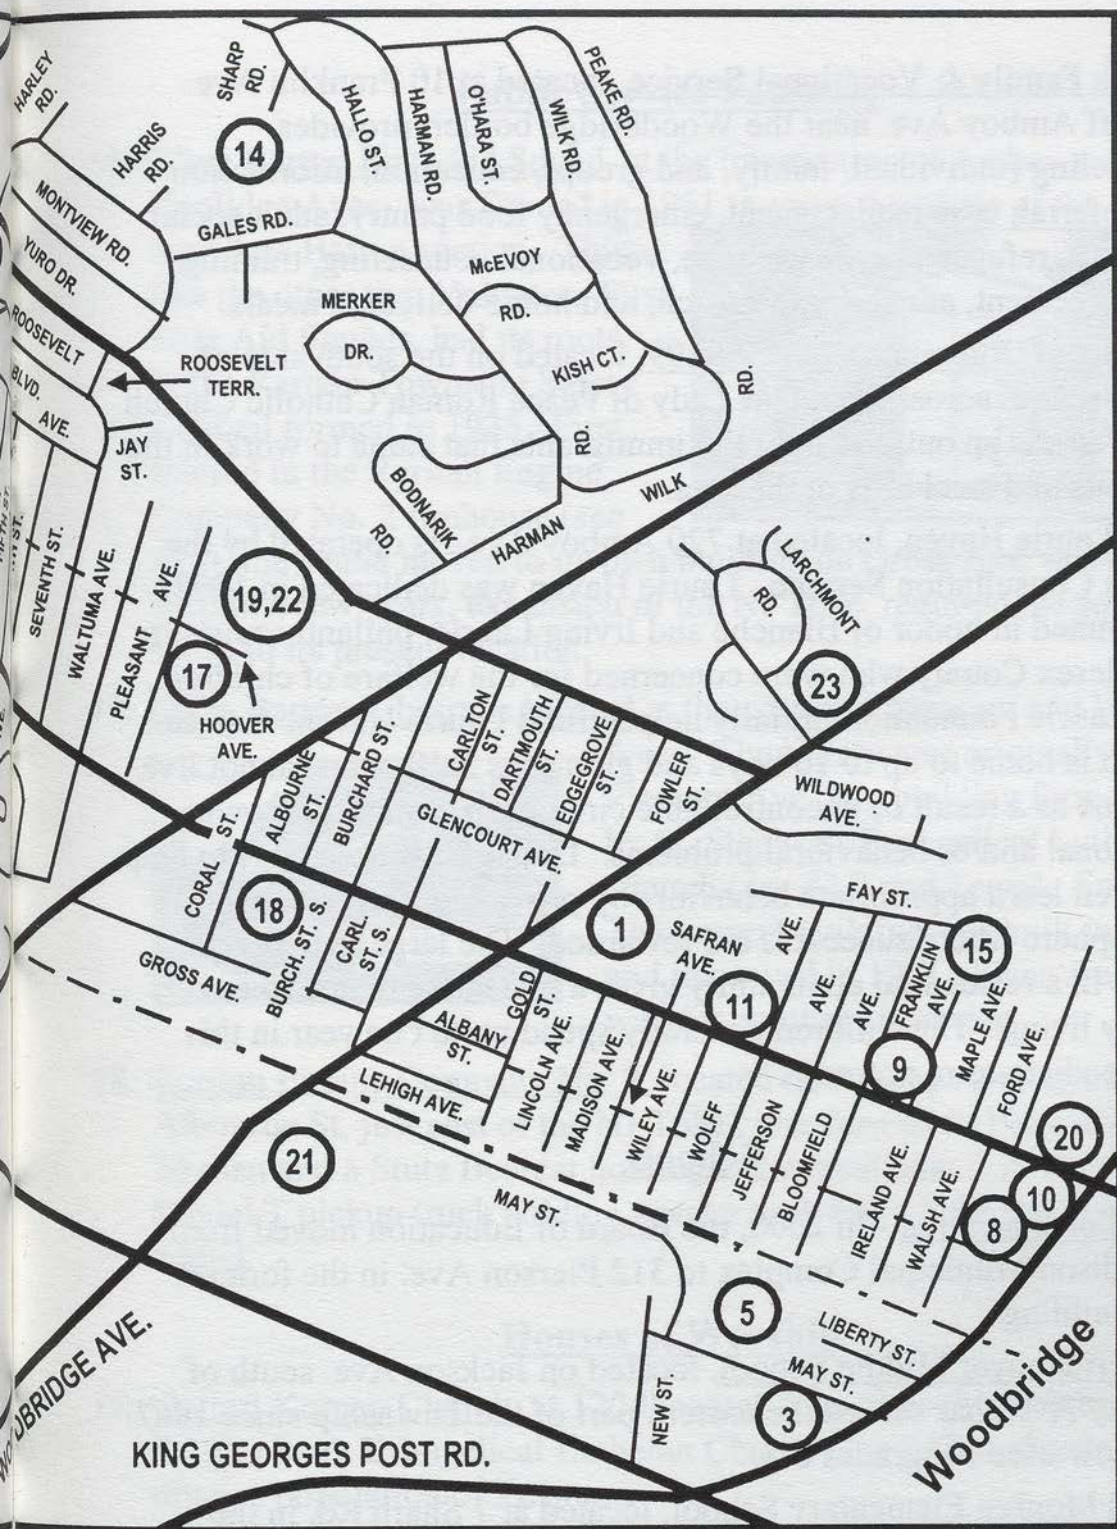 HARLEY
RD.
SHARP
RD.
14
HARRIS
RD.
HALLO ST.
HARMAN RD.
O'HARA ST.
WILK RD.
PEAKE RD.
MONTVIEW RD.
GALES RD.
YURO DR.
McEVOY
RD.
MERKER
DR.
ROOSEVELT
BLVD.
AVE.
ROOSEVELT
TERR.
KISH CT.
RD.
JAY
ST.
RD.
BODNARIK
RD.
HARMAN
WILK
SEVENTH ST.
WALTUMA AVE.
PLEASANT AVE.
19,22
17
HOOVER
AVE.
LARCHMONT
RD.
23
CARLTON
ST.
DARTMOUTH
ST.
EDGEGROVE
ST.
FOWLER
ST.
WILDWOOD
AVE.
ALBOURNE
ST.
BURCHARD ST.
GLENCOURT AVE.
CORAL ST.
18
BURCH. ST. S.
CARL.
ST. S.
GROSS AVE.
1
SAFRAN
AVE.
FAY ST.
AVE.
11
AVE.
AVE.
FRANKLIN
AVE.
15
GOLD
ST.
ALBANY
ST.
LEHIGH AVE.
LINCOLN AVE.
MADISON AVE.
WILEY AVE.
WOLFF
JEFFERSON
BLOOMFIELD
9
MAPLE AVE.
FORD AVE.
IRELAND AVE.
WALSH AVE.
20
10
8
21
MAY ST.
5
LIBERTY ST.
MAY ST.
NEW ST.
3
Woodbridge
DBRIDGE AVE.
KING GEORGES POST RD.